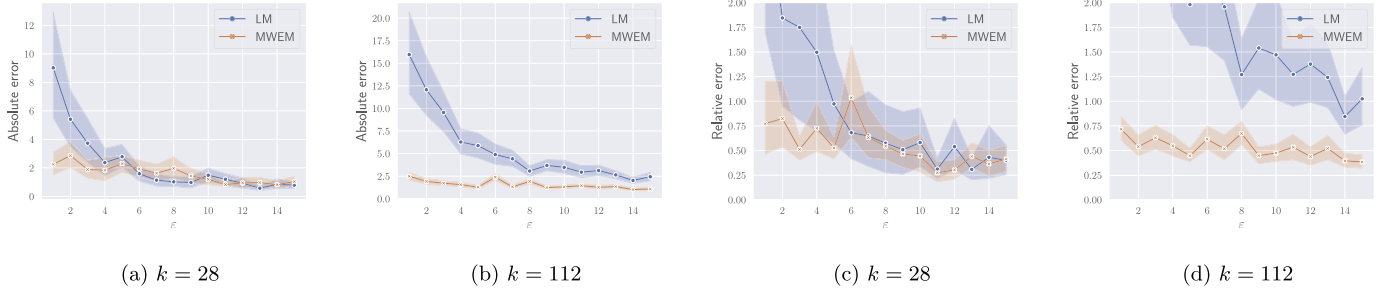 Absolute error
12
10
8
6
4
2
0
2 4 6 8 10 12 14
ε
LM
MWEM
(a) k = 28
Absolute error
20.0
17.5
15.0
12.5
10.0
7.5
5.0
2.5
0.0
2 4 6 8 10 12 14
ε
LM
MWEM
(b) k = 112
Relative error
2.00
1.75
1.50
1.25
1.00
0.75
0.50
0.25
0.00
2 4 6 8 10 12 14
ε
LM
MWEM
(c) k = 28
Relative error
2.00
1.75
1.50
1.25
1.00
0.75
0.50
0.25
0.00
2 4 6 8 10 12 14
ε
LM
MWEM
(d) k = 112